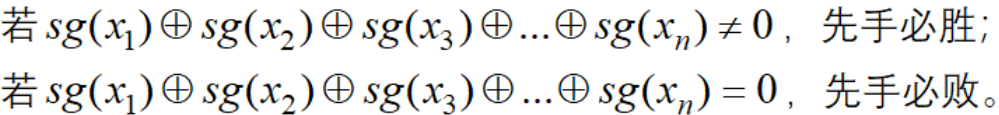 若 sg(x₁)⊕sg(x₂)⊕sg(x₃)⊕...⊕sg(xₙ) ≠ 0，先手必胜；
若 sg(x₁)⊕sg(x₂)⊕sg(x₃)⊕...⊕sg(xₙ) = 0，先手必败。